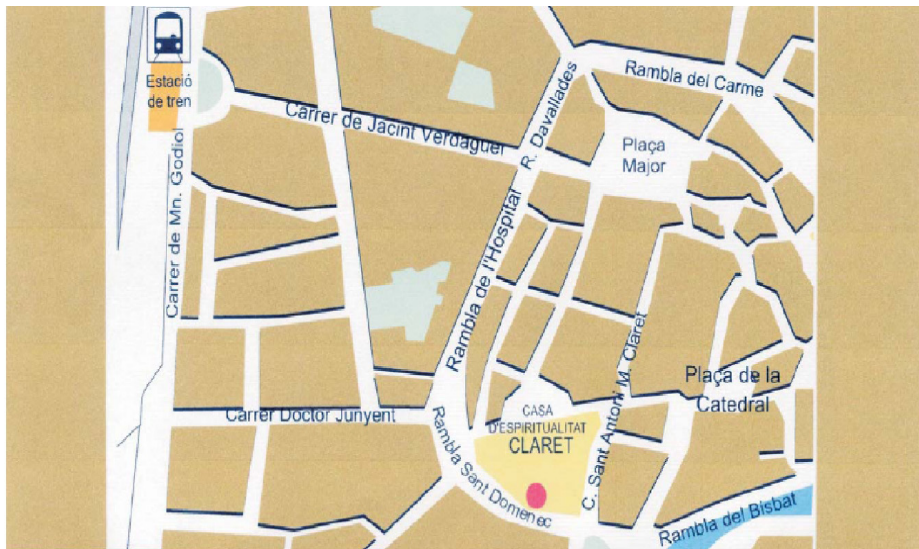 Estació
de tren
Carrer de Mn. Godiol
Carrer de Jacint Verdaguer
R. Davallades
Rambla del Carme
Plaça
Major
Rambla de l'Hospital
Carrer Doctor Junyent
Rambla Sant Domenec
CASA
D'ESPIRITUALITAT
CLARET
C. Sant Antoni M. Claret
Plaça de la
Catedral
Rambla del Bisbat